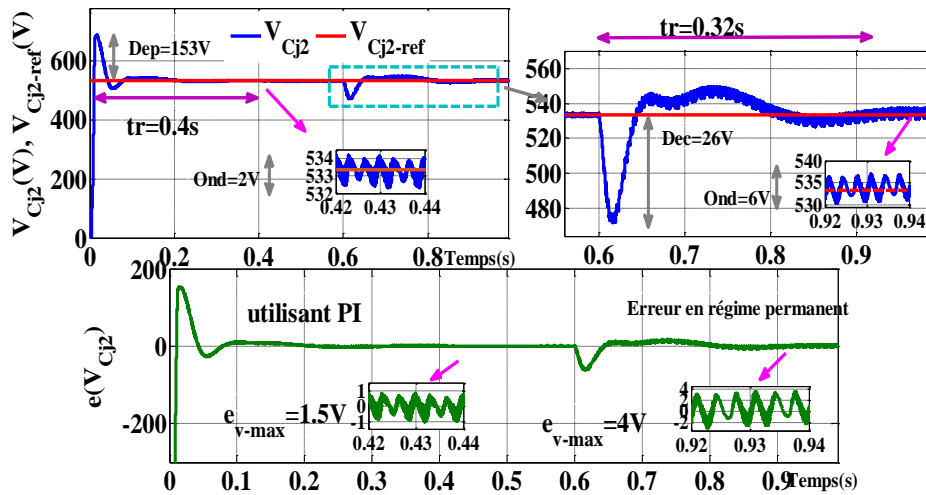 V_Cj2(V), V_Cj2-ref(V)
600
400
200
0
Dep=153V
V_Cj2
V_Cj2-ref
tr=0.4s
Ond=2V
534
533
532
0.42 0.43 0.44
0 0.2 0.4 0.6 0.8 Temps(s)
tr=0.32s
560
540
520
500
480
Dec=26V
Ond=6V
540
535
530
0.92 0.93 0.94
0.6 0.7 0.8 0.9
e(V_Cj2)
200
0
-200
utilisant PI
Erreur en régime permanent
e_v-max=1.5V
1
0
-1
0.42 0.43 0.44
e_v-max=4V
4
2
0
-2
0.92 0.93 0.94
0 0.1 0.2 0.3 0.4 0.5 0.6 0.7 0.8 0.9 Temps(s)